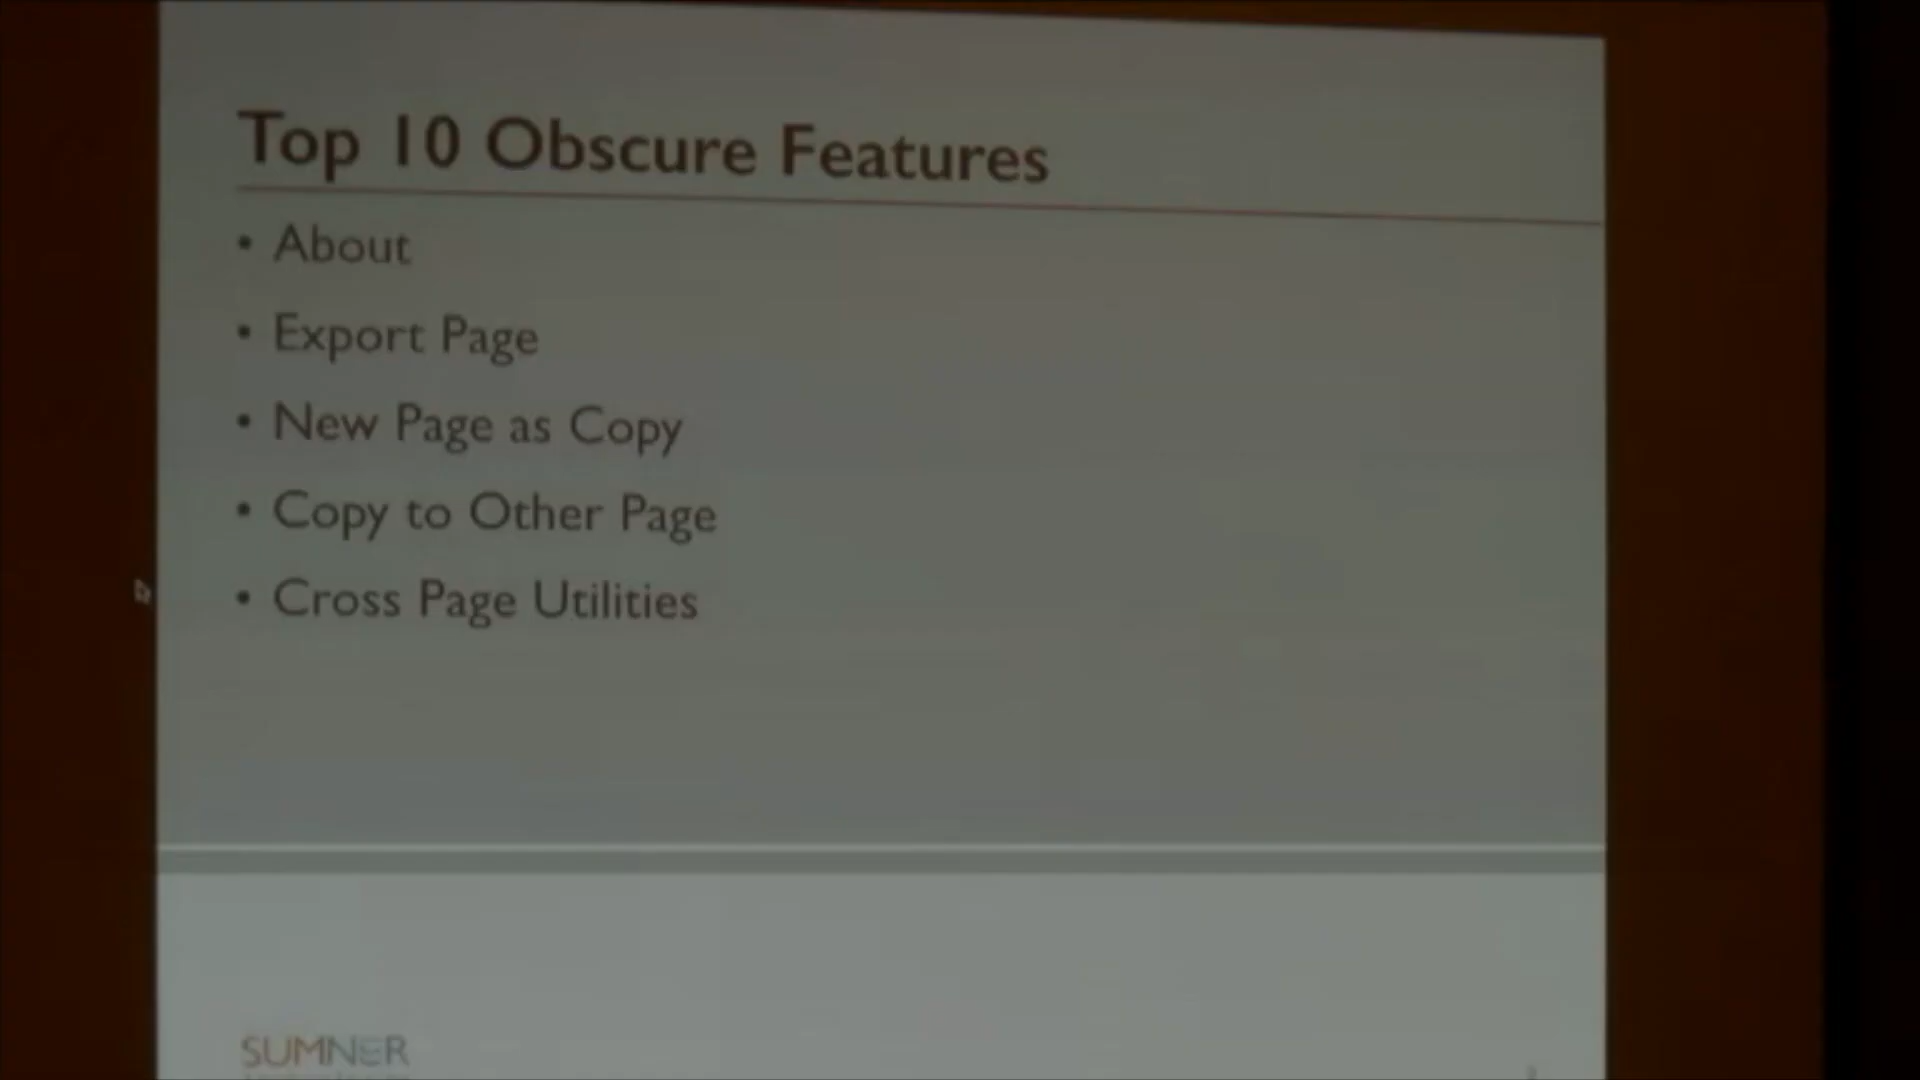 Top 10 Obscure Features
• About
• Export Page
• New Page as Copy
• Copy to Other Page
• Cross Page Utilities
SUMNER